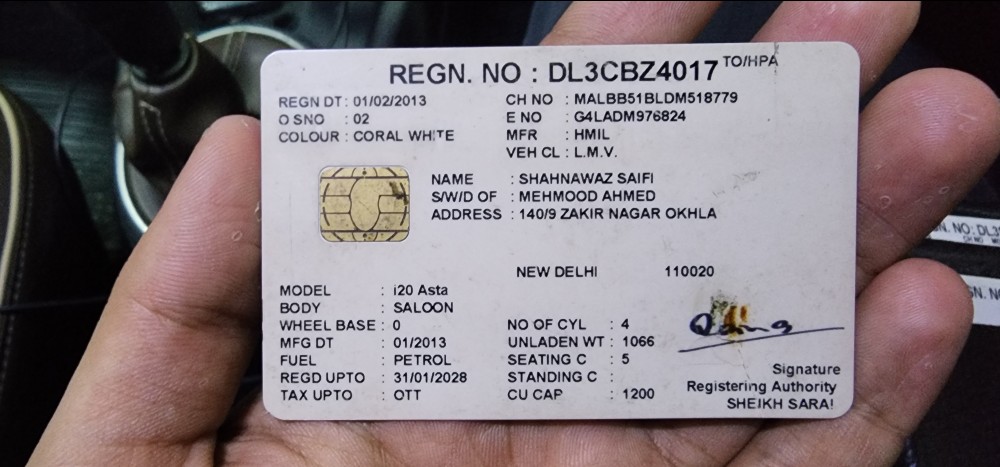 REGN. NO : DL3CBZ4017 TO/HPA
REGN DT : 01/02/2013 CH NO : MALBB51BLDM518779
O SNO : 02 E NO : G4LADM976824
COLOUR : CORAL WHITE MFR : HMIL
VEH CL : L.M.V.
NAME : SHAHNAWAZ SAIFI
S/W/D OF : MEHMOOD AHMED
ADDRESS : 140/9 ZAKIR NAGAR OKHLA
NEW DELHI 110020
MODEL : i20 Asta
BODY : SALOON
WHEEL BASE : 0 NO OF CYL : 4
MFG DT : 01/2013 UNLADEN WT : 1066
FUEL : PETROL SEATING C : 5
REGD UPTO : 31/01/2028 STANDING C :
TAX UPTO : OTT CU CAP : 1200
Signature
Registering Authority
SHEIKH SARAI